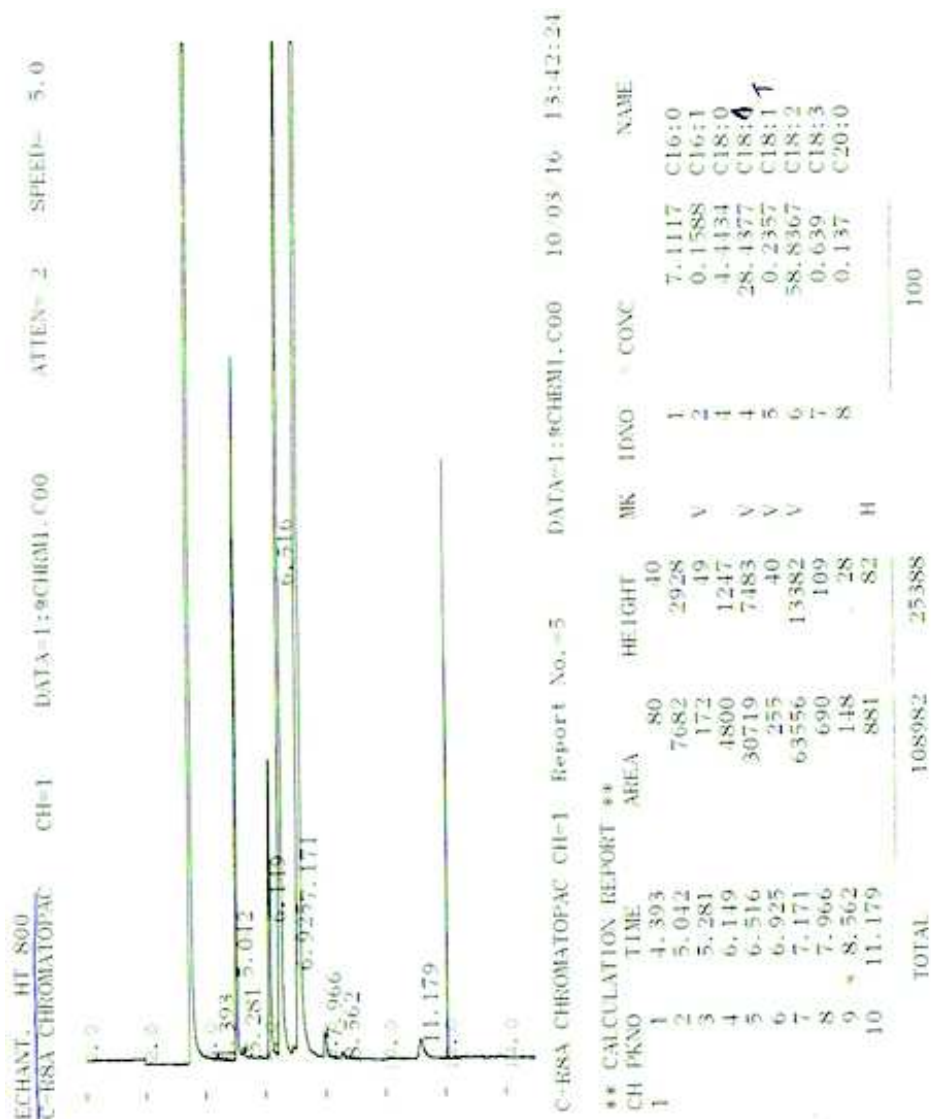 ECHANT. HT 800
C-R8A CHROMATOPAC CH=1 DATA=1:@CHRM1.C00 ATTEN= 2 SPEED= 5.0
4.393
5.281 5.042
6.149
6.516
6.925 7.171
7.966
8.562
11.179
C-R8A CHROMATOPAC CH=1 Report No.=5 DATA=1:@CHRM1.C00 10/03/16 13:42:24
** CALCULATION REPORT **
CH PKNO TIME AREA HEIGHT MK IDNO CONC NAME
1 1 4.393 80 40
2 5.042 7682 2928 1 7.1117 C16:0
3 5.281 172 49 V 2 0.1588 C16:1
4 6.149 4800 1247 4 4.4434 C18:0
5 6.516 30719 7483 V 4 28.4377 C18:1
6 6.925 255 40 V 5 0.2357 C18:1 T
7 7.171 63556 13382 V 6 58.8367 C18:2
8 7.966 690 109 7 0.639 C18:3
9 * 8.562 148 28 8 0.137 C20:0
10 11.179 881 82 H
TOTAL 108982 25388 100